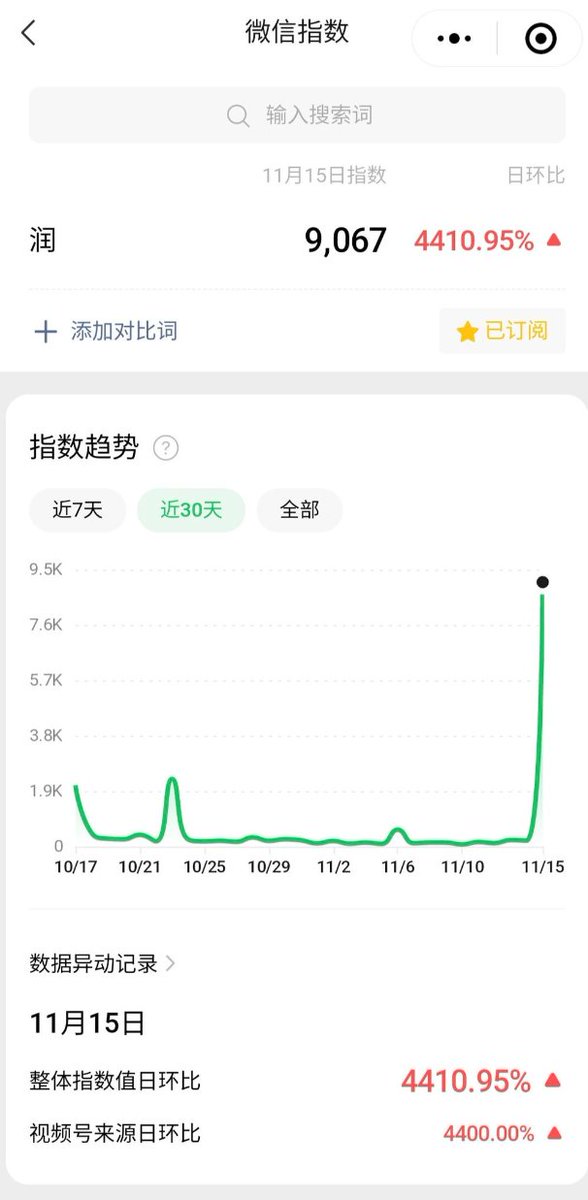 微信指数
输入搜索词
11月15日指数 日环比
润 9,067 4410.95%
添加对比词 已订阅
指数趋势 ?
近7天 近30天 全部
9.5K
7.6K
5.7K
3.8K
1.9K
0
10/17 10/21 10/25 10/29 11/2 11/6 11/10 11/15
数据异动记录
11月15日
整体指数值日环比 4410.95%
视频号来源日环比 4400.00%